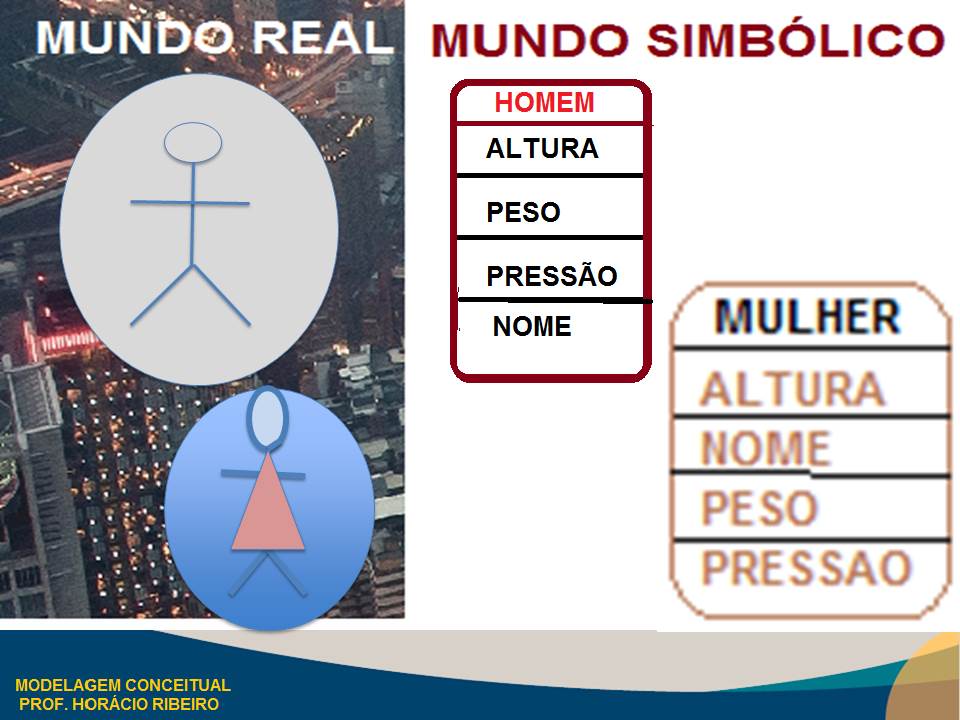 MUNDO REAL
MUNDO SIMBÓLICO
HOMEM
ALTURA
PESO
PRESSÃO
NOME
MULHER
ALTURA
NOME
PESO
PRESSAO
MODELAGEM CONCEITUAL
PROF. HORÁCIO RIBEIRO